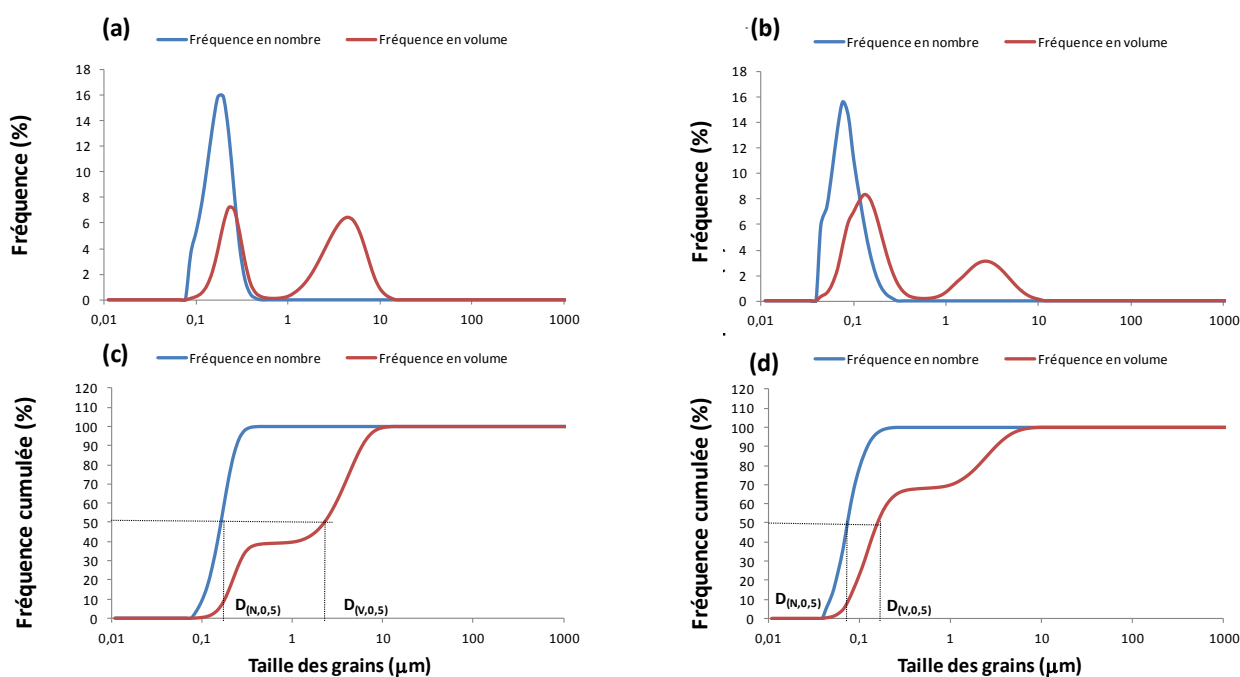 (a)
Fréquence en nombre Fréquence en volume
Fréquence (%)
18
16
14
12
10
8
6
4
2
0
0,01 0,1 1 10 100 1000
(b)
Fréquence en nombre Fréquence en volume
Fréquence (%)
18
16
14
12
10
8
6
4
2
0
0,01 0,1 1 10 100 1000
(c)
Fréquence en nombre Fréquence en volume
Fréquence cumulée (%)
120
110
100
90
80
70
60
50
40
30
20
10
0
D(N,0,5) D(V,0,5)
0,01 0,1 1 10 100 1000
Taille des grains (μm)
(d)
Fréquence en nombre Fréquence en volume
Fréquence cumulée (%)
120
110
100
90
80
70
60
50
40
30
20
10
0
D(N,0,5) D(V,0,5)
0,01 0,1 1 10 100 1000
Taille des grains (μm)